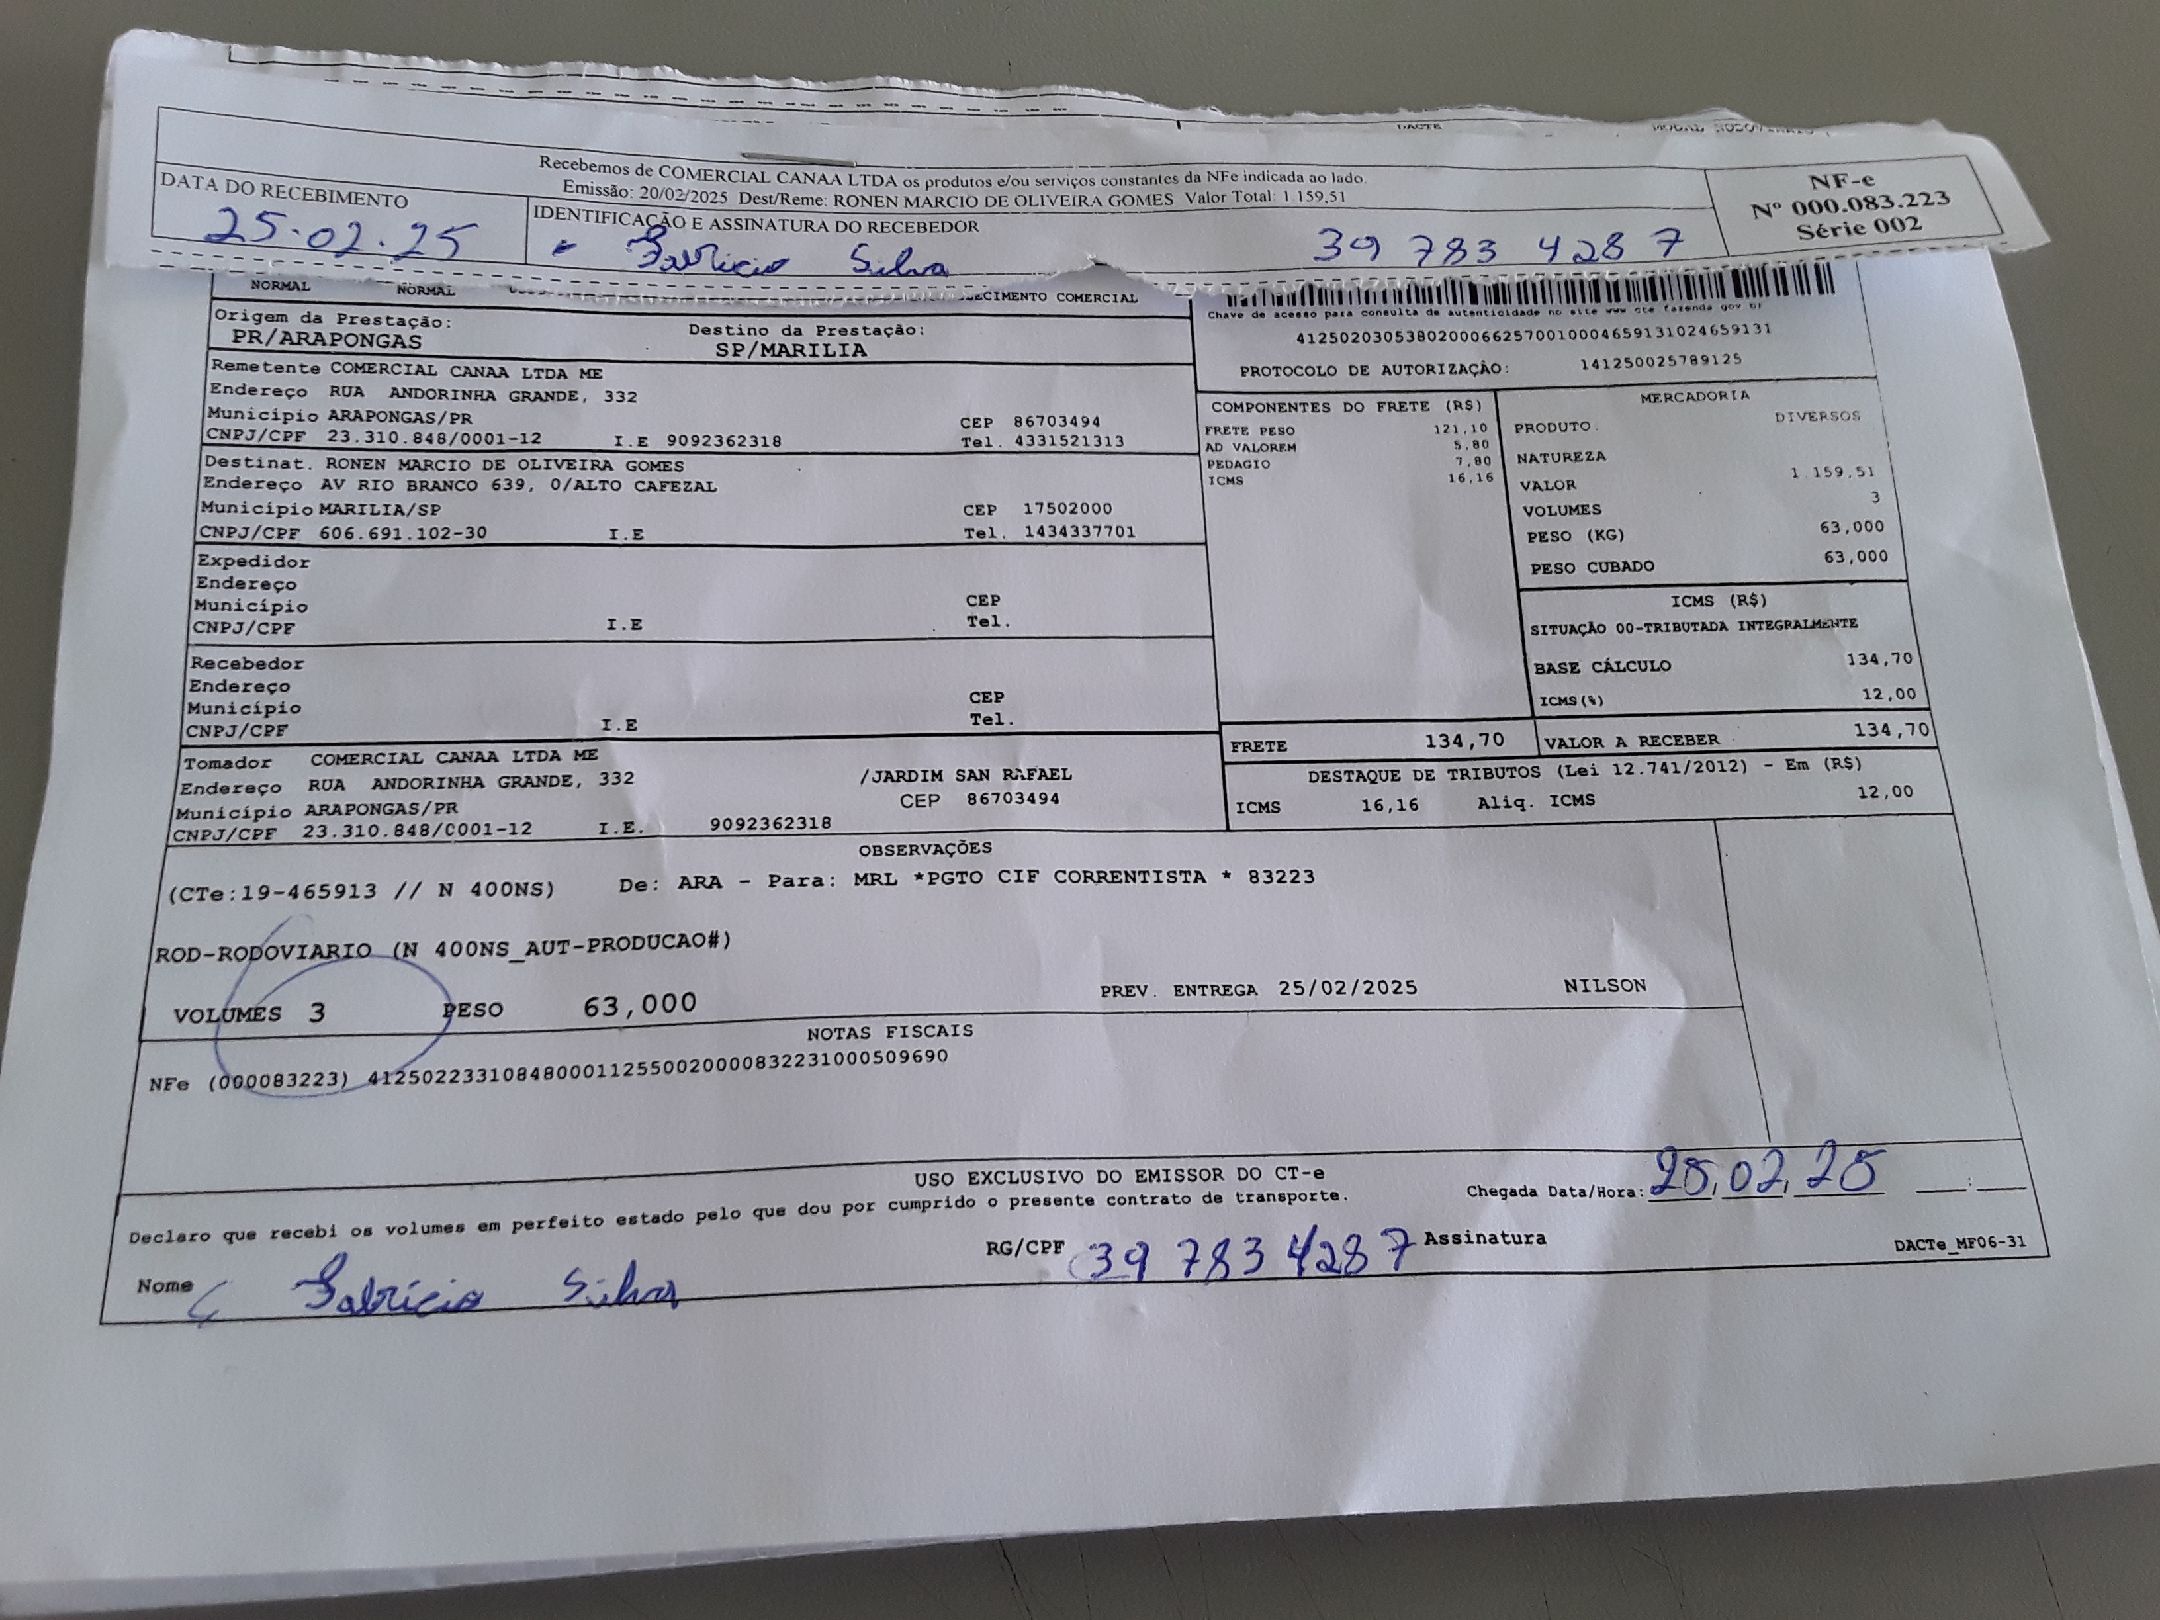 DACTE
Recebemos de COMERCIAL CANAA LTDA os produtos e/ou serviços constantes da NFe indicada ao lado.
Emissão: 20/02/2025 Dest/Reme: RONEN MARCIO DE OLIVEIRA GOMES Valor Total: 1.159,51
NF-e
Nº 000.083.223
Série 002
DATA DO RECEBIMENTO
25.02.25
IDENTIFICAÇÃO E ASSINATURA DO RECEBEDOR
Fabricio Silva 39 783 4287
NORMAL NORMAL COMERCIAL
Origem da Prestação: Destino da Prestação:
PR/ARAPONGAS SP/MARILIA
Chave de acesso para consulta de autenticidade no site www cte fazenda gov br
41250203053802000662570010004659131024659131
PROTOCOLO DE AUTORIZAÇÃO: 141250025789125
Remetente COMERCIAL CANAA LTDA ME
Endereço RUA ANDORINHA GRANDE, 332
Município ARAPONGAS/PR CEP 86703494
CNPJ/CPF 23.310.848/0001-12 I.E 9092362318 Tel. 4331521313
Destinat. RONEN MARCIO DE OLIVEIRA GOMES
Endereço AV RIO BRANCO 639, 0/ALTO CAFEZAL
Município MARILIA/SP CEP 17502000
CNPJ/CPF 606.691.102-30 I.E Tel. 1434337701
Expedidor
Endereço
Município CEP
CNPJ/CPF I.E Tel.
Recebedor
Endereço
Município CEP
CNPJ/CPF I.E Tel.
Tomador COMERCIAL CANAA LTDA ME
Endereço RUA ANDORINHA GRANDE, 332 /JARDIM SAN RAFAEL
Município ARAPONGAS/PR CEP 86703494
CNPJ/CPF 23.310.848/0001-12 I.E. 9092362318
COMPONENTES DO FRETE (R$)
FRETE PESO 121,10
AD VALOREM 5,80
PEDAGIO 7,80
ICMS 16,16
MERCADORIA
PRODUTO. DIVERSOS
NATUREZA
VALOR 1.159,51
VOLUMES 3
PESO (KG) 63,000
PESO CUBADO 63,000
ICMS (R$)
SITUAÇÃO 00-TRIBUTADA INTEGRALMENTE
BASE CÁLCULO 134,70
ICMS(%) 12,00
FRETE 134,70 VALOR A RECEBER 134,70
DESTAQUE DE TRIBUTOS (Lei 12.741/2012) - Em (R$)
ICMS 16,16 Aliq. ICMS 12,00
OBSERVAÇÕES
(CTe:19-465913 // N 400NS) De: ARA - Para: MRL *PGTO CIF CORRENTISTA * 83223
ROD-RODOVIARIO (N 400NS_AUT-PRODUCAO#)
VOLUMES 3 PESO 63,000 PREV. ENTREGA 25/02/2025 NILSON
NOTAS FISCAIS
NFe (000083223) 41250223310848000112550020000832231000509690
USO EXCLUSIVO DO EMISSOR DO CT-e
Declaro que recebi os volumes em perfeito estado pelo que dou por cumprido o presente contrato de transporte.
Chegada Data/Hora: 25,02,25 :
Nome Fabricio Silva RG/CPF 39 783 4287 Assinatura
DACTe_MF06-31